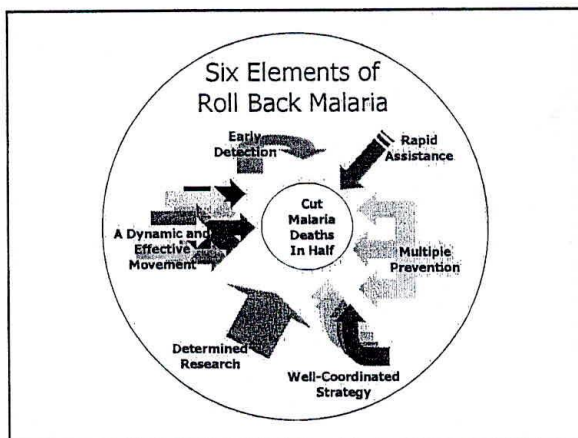 Six Elements of
Roll Back Malaria
Early
Detection
Rapid
Assistance
Cut
Malaria
Deaths
In Half
A Dynamic and
Effective
Movement
Multiple
Prevention
Determined
Research
Well-Coordinated
Strategy